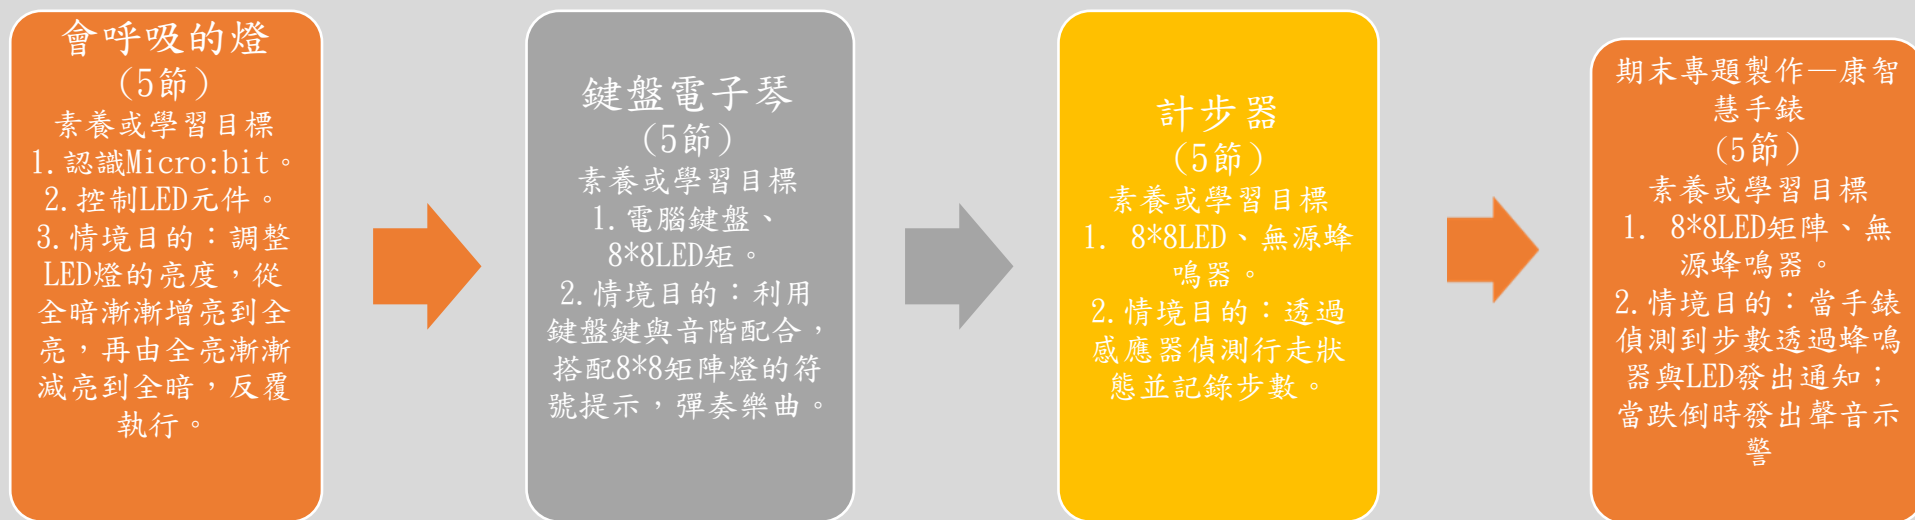 會呼吸的燈
(5節)
素養或學習目標
1.認識Micro:bit。
2.控制LED元件。
3.情境目的：調整
LED燈的亮度，從
全暗漸漸增亮到全
亮，再由全亮漸漸
減亮到全暗，反覆
執行。
鍵盤電子琴
(5節)
素養或學習目標
1.電腦鍵盤、
8*8LED矩。
2.情境目的：利用
鍵盤鍵與音階配合，
搭配8*8矩陣燈的符
號提示，彈奏樂曲。
計步器
(5節)
素養或學習目標
1. 8*8LED、無源蜂
鳴器。
2.情境目的：透過
感應器偵測行走狀
態並記錄步數。
期末專題製作—康智
慧手錶
(5節)
素養或學習目標
1. 8*8LED矩陣、無
源蜂鳴器。
2.情境目的：當手錶
偵測到步數透過蜂鳴
器與LED發出通知；
當跌倒時發出聲音示
警